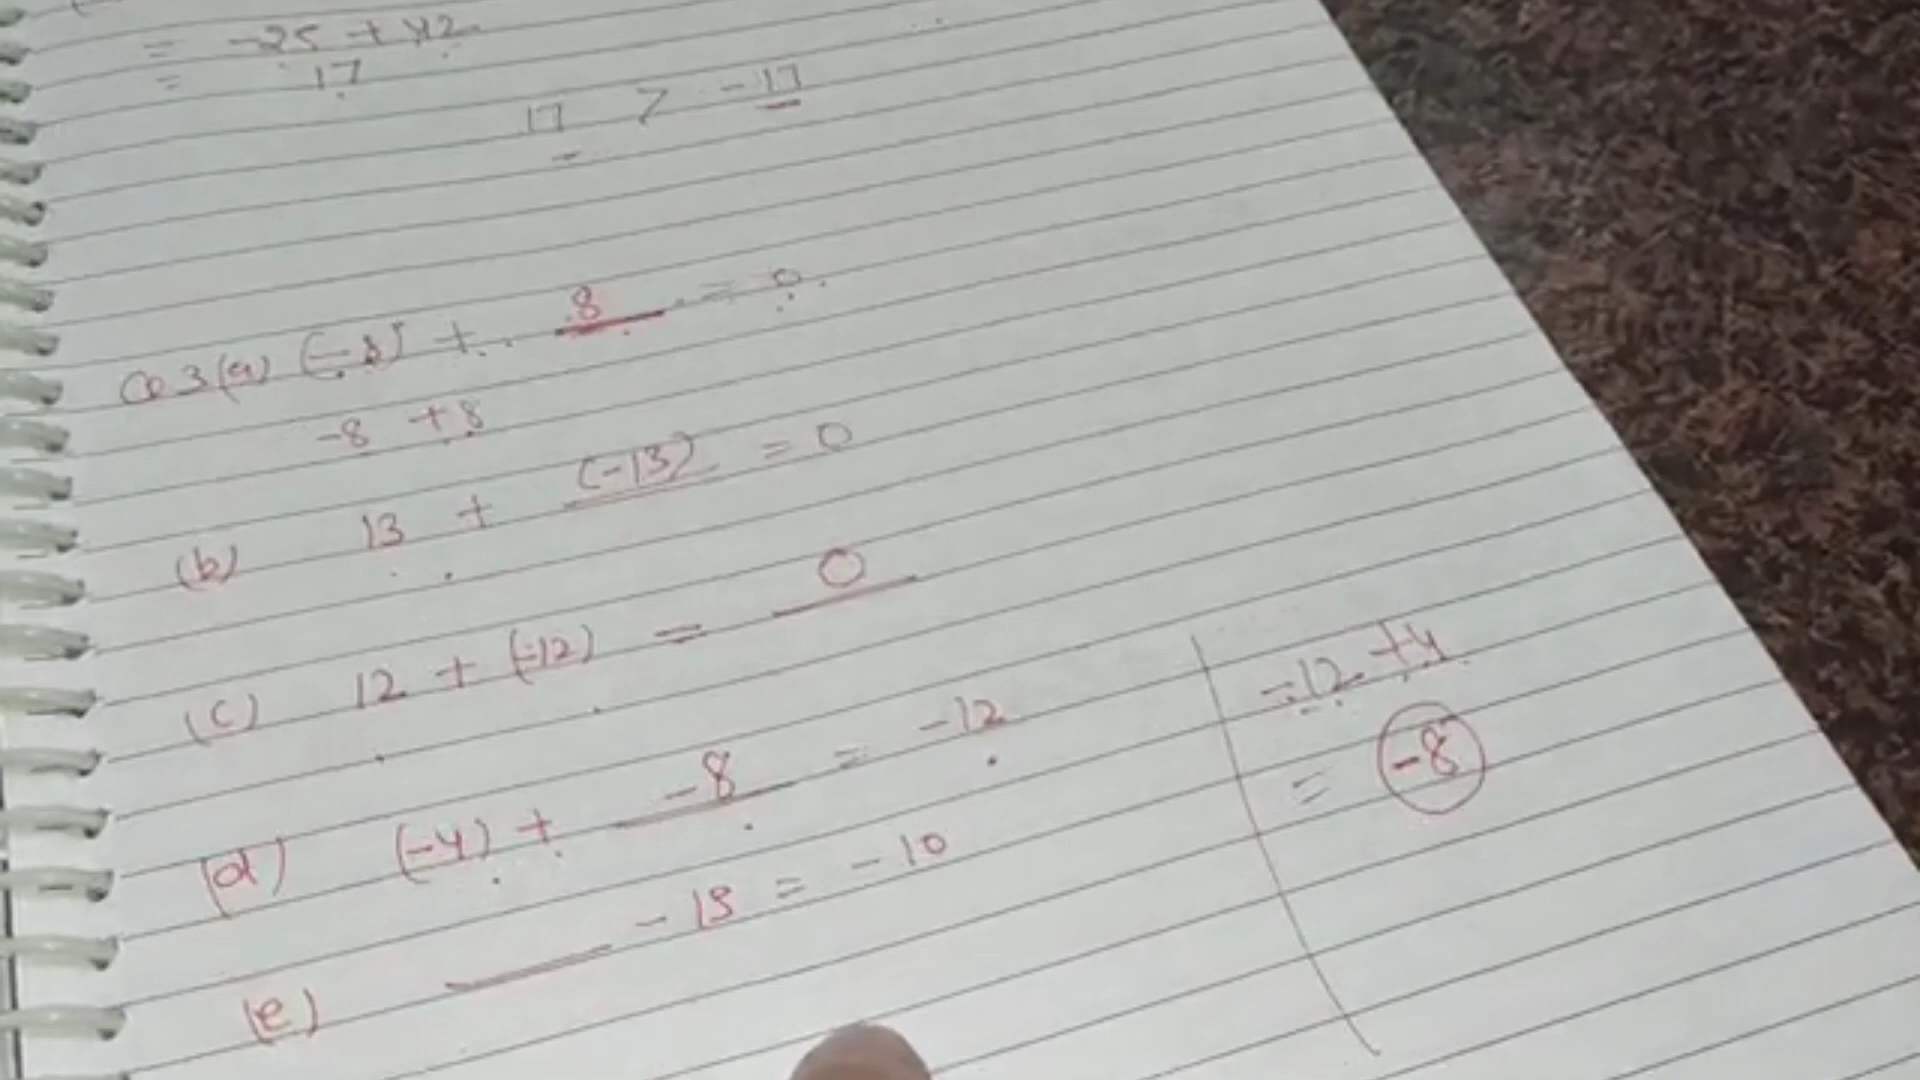 = -25 + 42
= 17
17 > -17
Q3(a) (-8) + 8 = 0
-8 +8
(b) 13 + (-13) = 0
(c) 12 + (-12) = 0
(d) (-4) + -8 = -12
-12 +4
= -8
(e) ____ - 15 = -10